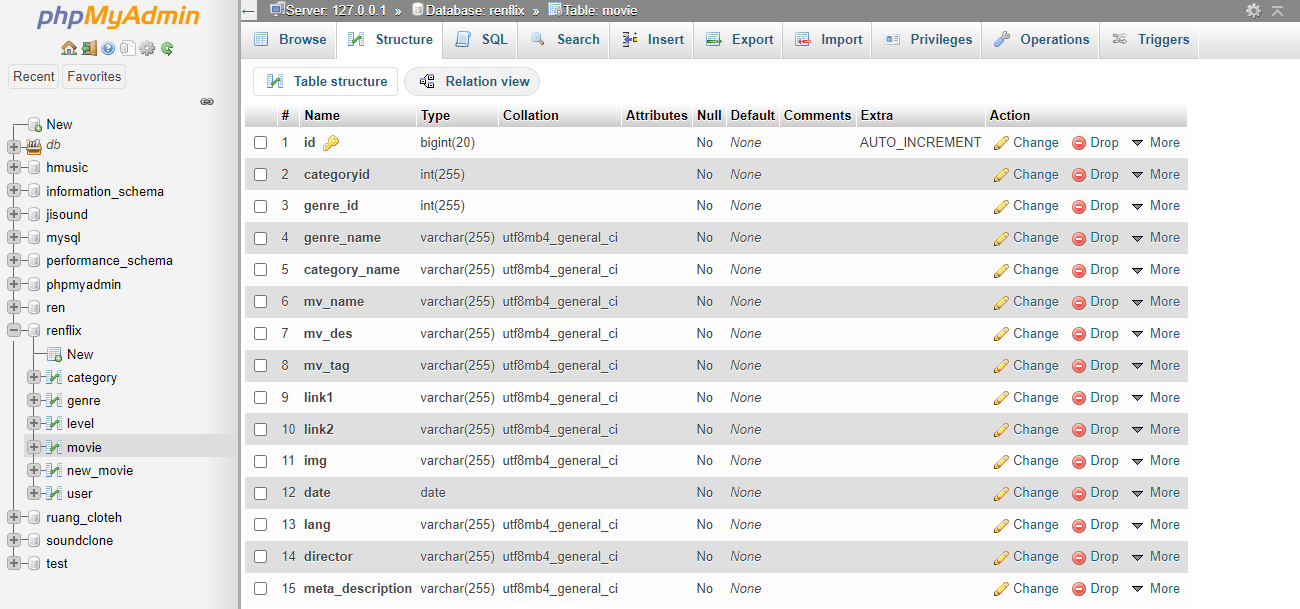 phpMyAdmin
Recent Favorites
New
db
hmusic
information_schema
jisound
mysql
performance_schema
phpmyadmin
ren
renflix
New
category
genre
level
movie
new_movie
user
ruang_cloteh
soundclone
test
← Server: 127.0.0.1 » Database: renflix » Table: movie
Browse Structure SQL Search Insert Export Import Privileges Operations Triggers
Table structure Relation view
# Name Type Collation Attributes Null Default Comments Extra Action
1 id bigint(20) No None AUTO_INCREMENT Change Drop More
2 categoryid int(255) No None Change Drop More
3 genre_id int(255) No None Change Drop More
4 genre_name varchar(255) utf8mb4_general_ci No None Change Drop More
5 category_name varchar(255) utf8mb4_general_ci No None Change Drop More
6 mv_name varchar(255) utf8mb4_general_ci No None Change Drop More
7 mv_des varchar(255) utf8mb4_general_ci No None Change Drop More
8 mv_tag varchar(255) utf8mb4_general_ci No None Change Drop More
9 link1 varchar(255) utf8mb4_general_ci No None Change Drop More
10 link2 varchar(255) utf8mb4_general_ci No None Change Drop More
11 img varchar(255) utf8mb4_general_ci No None Change Drop More
12 date date No None Change Drop More
13 lang varchar(255) utf8mb4_general_ci No None Change Drop More
14 director varchar(255) utf8mb4_general_ci No None Change Drop More
15 meta_description varchar(255) utf8mb4_general_ci No None Change Drop More